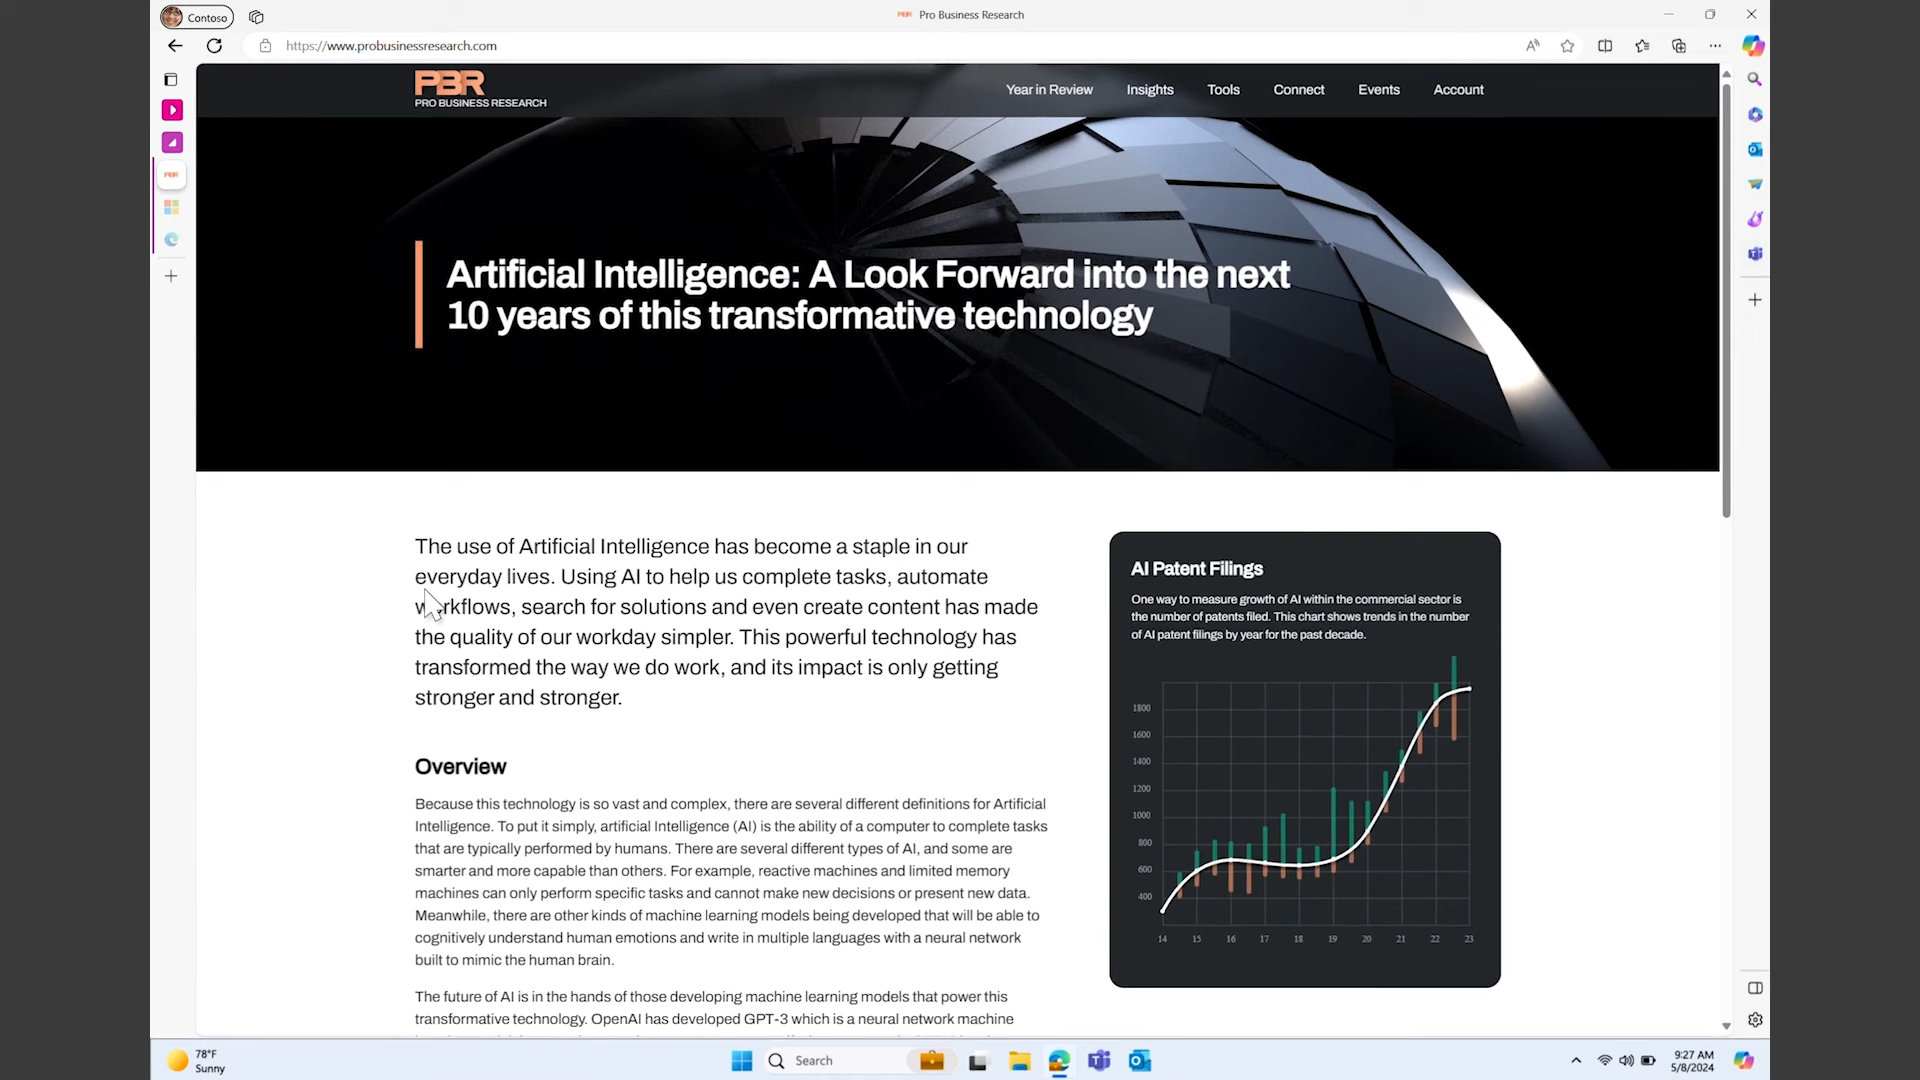 Contoso
PBR Pro Business Research
https://www.probusinessresearch.com
PBR
PRO BUSINESS RESEARCH
Year in Review Insights Tools Connect Events Account
PBR
Artificial Intelligence: A Look Forward into the next
10 years of this transformative technology
The use of Artificial Intelligence has become a staple in our
everyday lives. Using AI to help us complete tasks, automate
workflows, search for solutions and even create content has made
the quality of our workday simpler. This powerful technology has
transformed the way we do work, and its impact is only getting
stronger and stronger.
Overview
Because this technology is so vast and complex, there are several different definitions for Artificial
Intelligence. To put it simply, artificial Intelligence (AI) is the ability of a computer to complete tasks
that are typically performed by humans. There are several different types of AI, and some are
smarter and more capable than others. For example, reactive machines and limited memory
machines can only perform specific tasks and cannot make new decisions or present new data.
Meanwhile, there are other kinds of machine learning models being developed that will be able to
cognitively understand human emotions and write in multiple languages with a neural network
built to mimic the human brain.
The future of AI is in the hands of those developing machine learning models that power this
transformative technology. OpenAI has developed GPT-3 which is a neural network machine
AI Patent Filings
One way to measure growth of AI within the commercial sector is
the number of patents filed. This chart shows trends in the number
of AI patent filings by year for the past decade.
1800
1600
1400
1200
1000
800
600
400
14 15 16 17 18 19 20 21 22 23
78°F
Sunny
Search
9:27 AM
5/8/2024